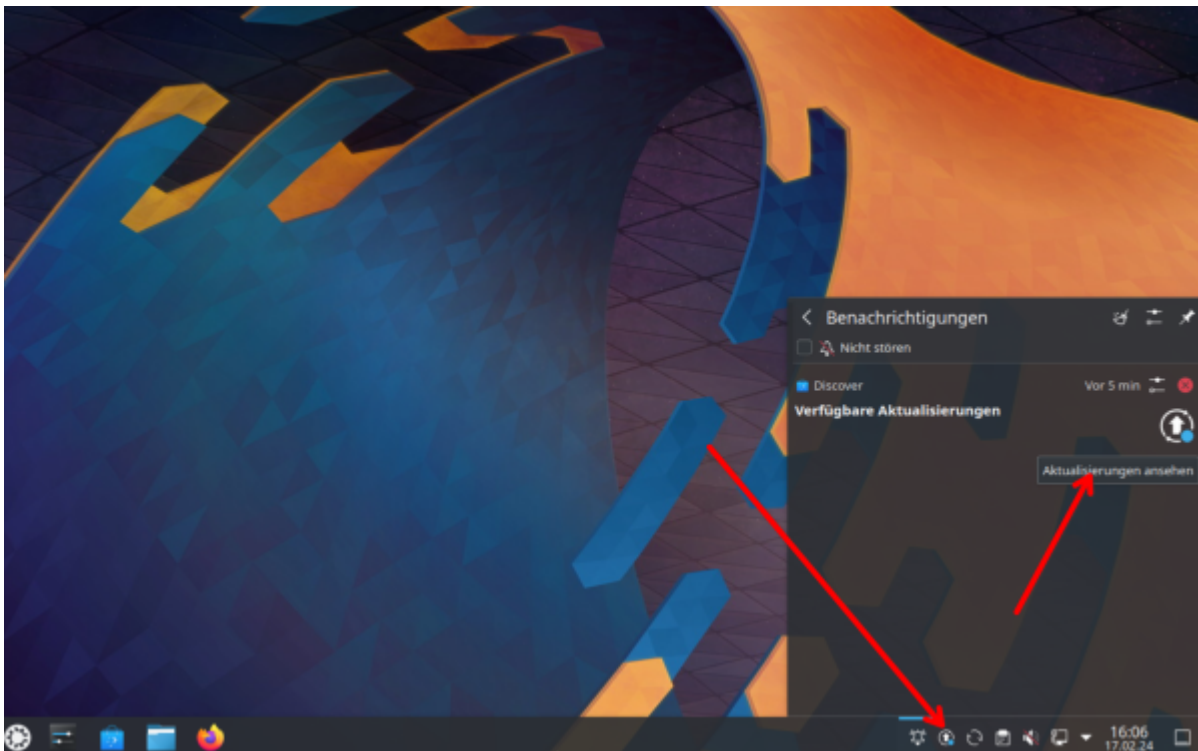 Benachrichtigungen
Nicht stören
Discover
Vor 5 min
Verfügbare Aktualisierungen
Aktualisierungen ansehen
16:06
17.02.24